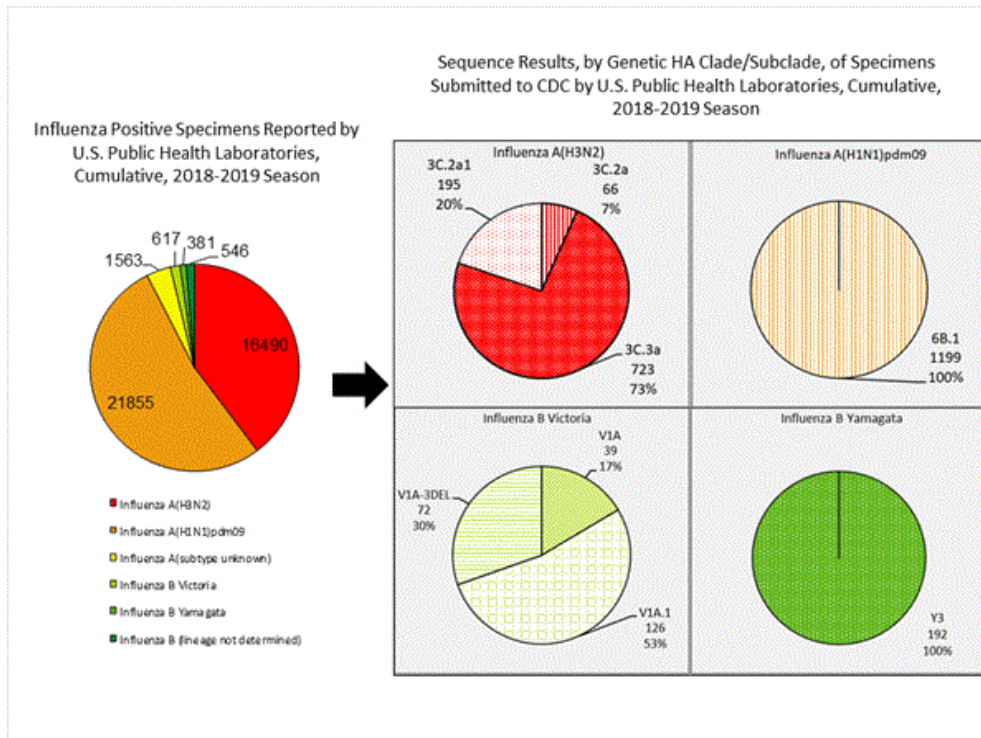 Influenza Positive Specimens Reported by
U.S. Public Health Laboratories,
Cumulative, 2018-2019 Season
617
381
546
1563
16490
21855
Influenza A(H3N2)
Influenza A(H1N1)pdm09
Influenza A(subtype unknown)
Influenza B Victoria
Influenza B Yamagata
Influenza B (lineage not determined)
Sequence Results, by Genetic HA Clade/Subclade, of Specimens
Submitted to CDC by U.S. Public Health Laboratories, Cumulative,
2018-2019 Season
Influenza A(H3N2)
3C.2a1
195
20%
3C.2a
66
7%
3C.3a
723
73%
Influenza A(H1N1)pdm09
6B.1
1199
100%
Influenza B Victoria
V1A
39
17%
V1A-3DEL
72
30%
V1A.1
126
53%
Influenza B Yamagata
Y3
192
100%